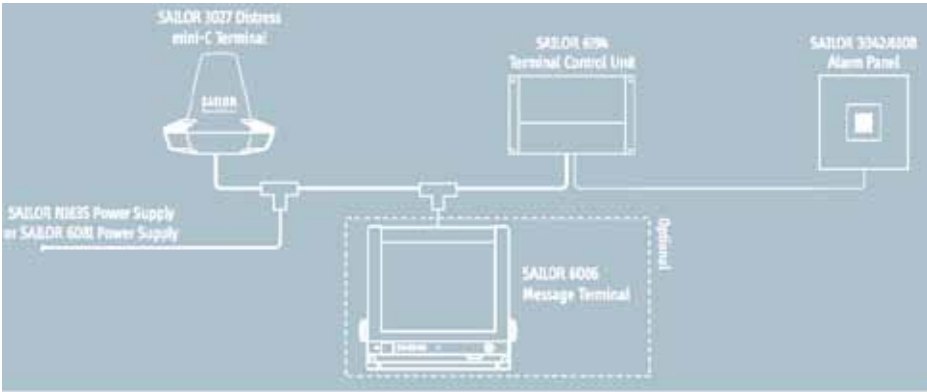 SAILOR 3027 Distress
mini-C Terminal
SAILOR
SAILOR 6194
Terminal Control Unit
SAILOR 3042/6108
Alarm Panel
SAILOR N163S Power Supply
or SAILOR 6081 Power Supply
Optional
SAILOR 6006
Message Terminal